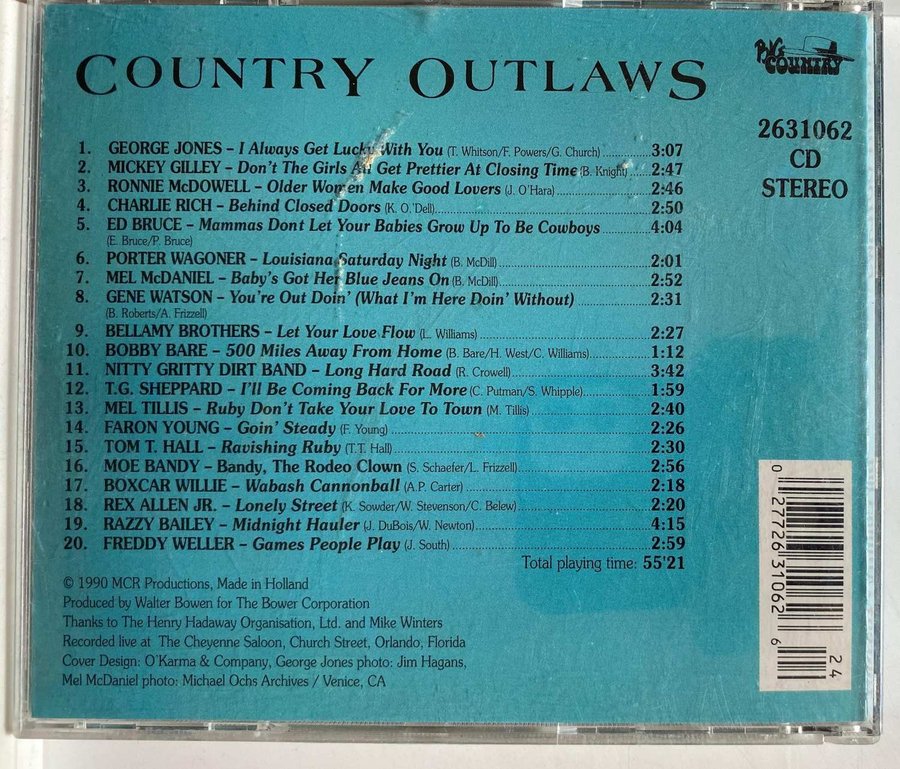 COUNTRY OUTLAWS
BIG COUNTRY
2631062
CD
STEREO
1. GEORGE JONES – I Always Get Lucky With You (T. Whitson/F. Powers/G. Church) 3:07
2. MICKEY GILLEY – Don't The Girls All Get Prettier At Closing Time (B. Knight) 2:47
3. RONNIE McDOWELL – Older Women Make Good Lovers (J. O'Hara) 2:46
4. CHARLIE RICH – Behind Closed Doors (K. O.'Dell) 2:50
5. ED BRUCE – Mammas Dont Let Your Babies Grow Up To Be Cowboys 4:04
(E. Bruce/P. Bruce)
6. PORTER WAGONER – Louisiana Saturday Night (B. McDill) 2:01
7. MEL McDANIEL – Baby's Got Her Blue Jeans On (B. McDill) 2:52
8. GENE WATSON – You're Out Doin' (What I'm Here Doin' Without) 2:31
(B. Roberts/A. Frizzell)
9. BELLAMY BROTHERS – Let Your Love Flow (L. Williams) 2:27
10. BOBBY BARE – 500 Miles Away From Home (B. Bare/H. West/C. Williams) 1:12
11. NITTY GRITTY DIRT BAND – Long Hard Road (R. Crowell) 3:42
12. T.G. SHEPPARD – I'll Be Coming Back For More (C. Putman/S. Whipple) 1:59
13. MEL TILLIS – Ruby Don't Take Your Love To Town (M. Tillis) 2:40
14. FARON YOUNG – Goin' Steady (F. Young) 2:26
15. TOM T. HALL – Ravishing Ruby (T.T. Hall) 2:30
16. MOE BANDY – Bandy, The Rodeo Clown (S. Schaefer/L. Frizzell) 2:56
17. BOXCAR WILLIE – Wabash Cannonball (A.P. Carter) 2:18
18. REX ALLEN JR. – Lonely Street (K. Sowder/W. Stevenson/C. Belew) 2:20
19. RAZZY BAILEY – Midnight Hauler (J. DuBois/W. Newton) 4:15
20. FREDDY WELLER – Games People Play (J. South) 2:59
Total playing time: 55'21
© 1990 MCR Productions, Made in Holland
Produced by Walter Bowen for The Bower Corporation
Thanks to The Henry Hadaway Organisation, Ltd. and Mike Winters
Recorded live at The Cheyenne Saloon, Church Street, Orlando, Florida
Cover Design: O'Karma & Company, George Jones photo: Jim Hagans,
Mel McDaniel photo: Michael Ochs Archives / Venice, CA
0 27726 31062 6
24